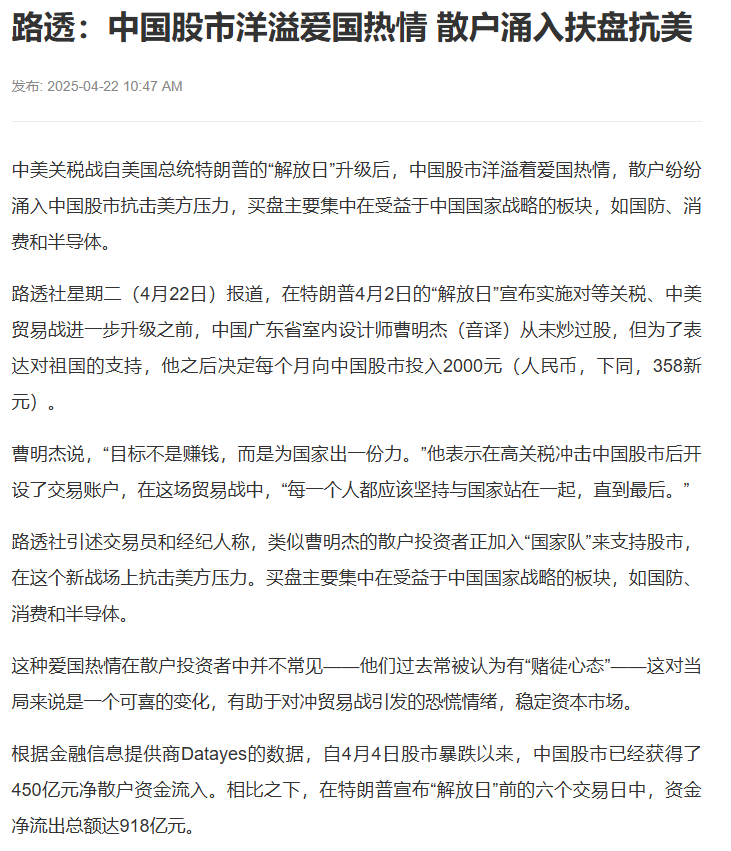 路透：中国股市洋溢爱国热情 散户涌入扶盘抗美
发布: 2025-04-22 10:47 AM
中美关税战自美国总统特朗普的“解放日”升级后，中国股市洋溢着爱国热情，散户纷纷
涌入中国股市抗击美方压力，买盘主要集中在受益于中国国家战略的板块，如国防、消
费和半导体。
路透社星期二（4月22日）报道，在特朗普4月2日的“解放日”宣布实施对等关税、中美
贸易战进一步升级之前，中国广东省室内设计师曹明杰（音译）从未炒过股，但为了表
达对祖国的支持，他之后决定每个月向中国股市投入2000元（人民币，下同，358新
元）。
曹明杰说，“目标不是赚钱，而是为国家出一份力。”他表示在高关税冲击中国股市后开
设了交易账户，在这场贸易战中，“每一个人都应该坚持与国家站在一起，直到最后。”
路透社引述交易员和经纪人称，类似曹明杰的散户投资者正加入“国家队”来支持股市，
在这个新战场上抗击美方压力。买盘主要集中在受益于中国国家战略的板块，如国防、
消费和半导体。
这种爱国热情在散户投资者中并不常见——他们过去常被认为有“赌徒心态”——这对当
局来说是一个可喜的变化，有助于对冲贸易战引发的恐慌情绪，稳定资本市场。
根据金融信息提供商Datayes的数据，自4月4日股市暴跌以来，中国股市已经获得了
450亿元净散户资金流入。相比之下，在特朗普宣布“解放日”前的六个交易日中，资金
净流出总额达918亿元。